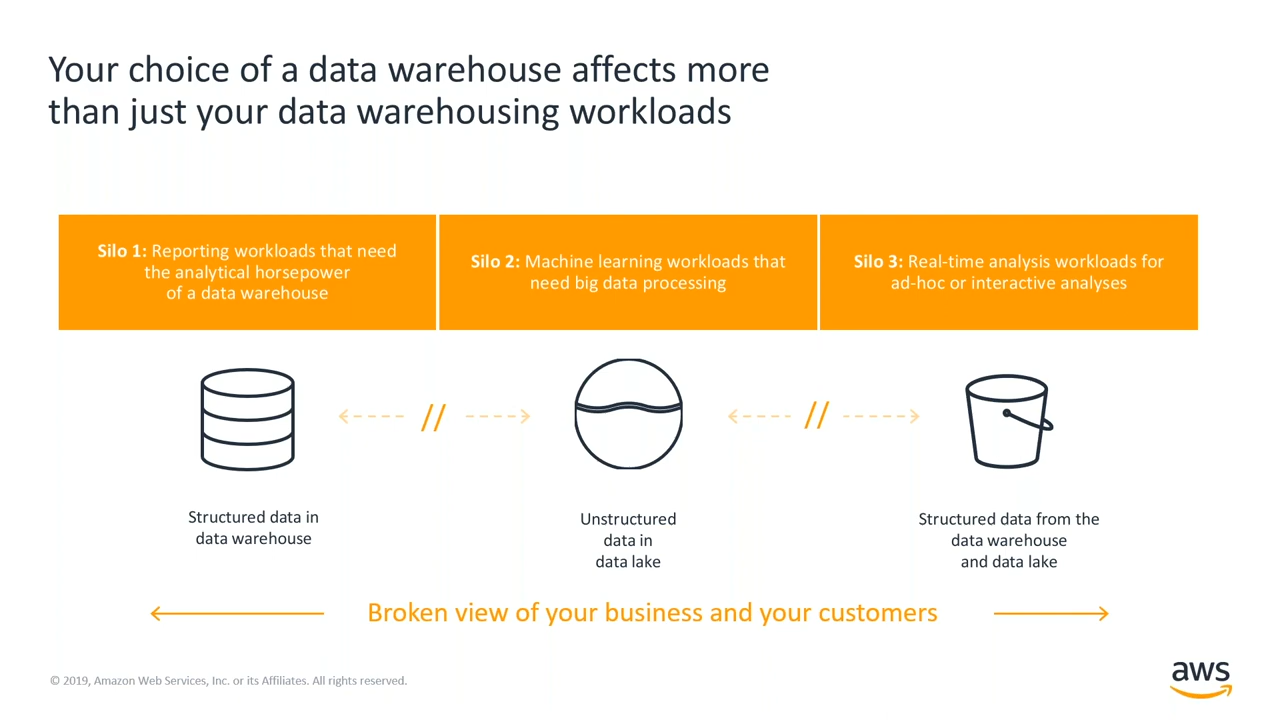 Your choice of a data warehouse affects more
than just your data warehousing workloads
Silo 1: Reporting workloads that need
the analytical horsepower
of a data warehouse
Silo 2: Machine learning workloads that
need big data processing
Silo 3: Real-time analysis workloads for
ad-hoc or interactive analyses
//
//
Structured data in
data warehouse
Unstructured
data in
data lake
Structured data from the
data warehouse
and data lake
Broken view of your business and your customers
© 2019, Amazon Web Services, Inc. or its Affiliates. All rights reserved.
aws